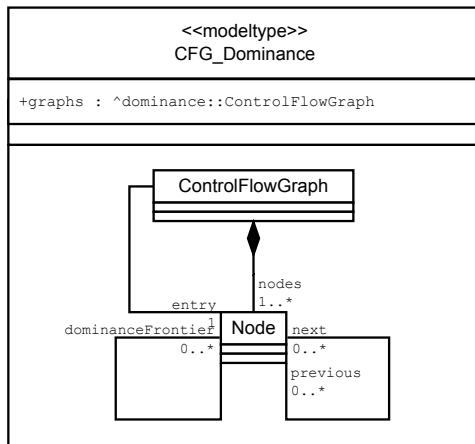 <<modeltype>>
CFG_Dominance
+graphs : ^dominance::ControlFlowGraph
ControlFlowGraph
nodes
1..*
entry
1
dominanceFrontier
0..*
Node
next
0..*
previous
0..*